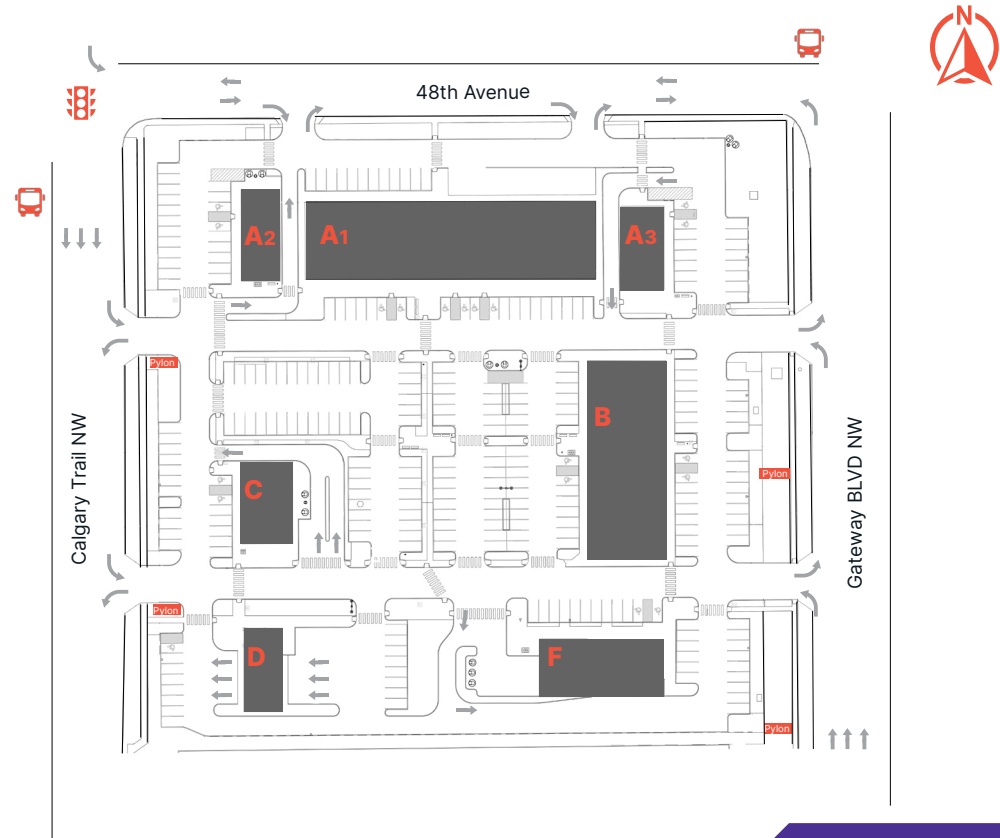 N
48th Avenue
A2
A1
A3
Pylon
B
Calgary Trail NW
Gateway BLVD NW
Pylon
C
Pylon
D
F
Pylon